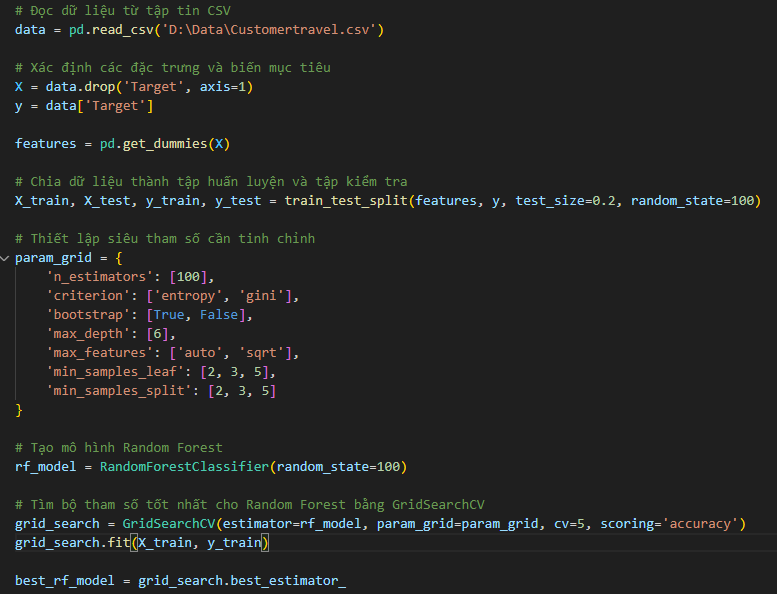 # Đọc dữ liệu từ tập tin CSV
data = pd.read_csv('D:\Data\Customertravel.csv')
# Xác định các đặc trưng và biến mục tiêu
X = data.drop('Target', axis=1)
y = data['Target']
features = pd.get_dummies(X)
# Chia dữ liệu thành tập huấn luyện và tập kiểm tra
X_train, X_test, y_train, y_test = train_test_split(features, y, test_size=0.2, random_state=100)
# Thiết lập siêu tham số cần tinh chỉnh
param_grid = {
    'n_estimators': [100],
    'criterion': ['entropy', 'gini'],
    'bootstrap': [True, False],
    'max_depth': [6],
    'max_features': ['auto', 'sqrt'],
    'min_samples_leaf': [2, 3, 5],
    'min_samples_split': [2, 3, 5]
}
# Tạo mô hình Random Forest
rf_model = RandomForestClassifier(random_state=100)
# Tìm bộ tham số tốt nhất cho Random Forest bằng GridSearchCV
grid_search = GridSearchCV(estimator=rf_model, param_grid=param_grid, cv=5, scoring='accuracy')
grid_search.fit(X_train, y_train)
best_rf_model = grid_search.best_estimator_